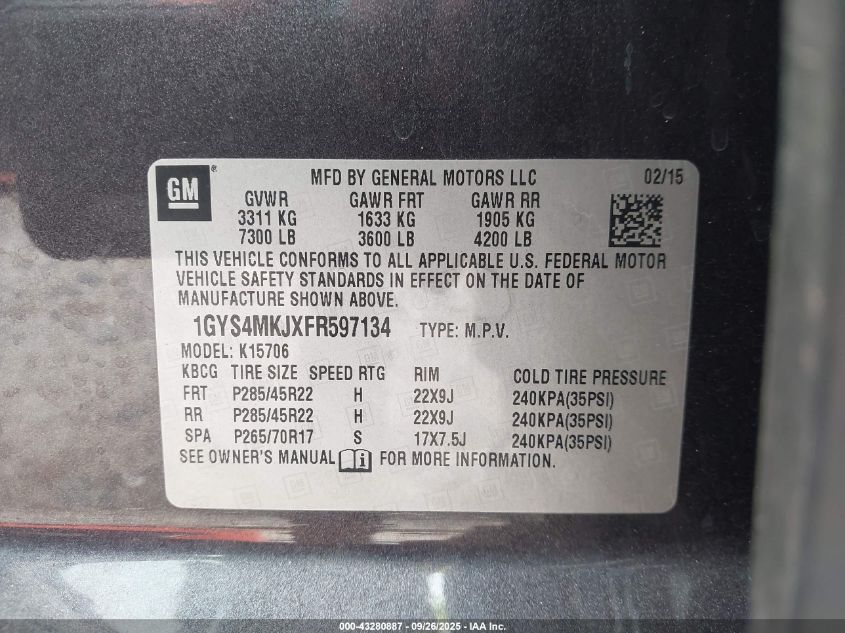 GM®
MFD BY GENERAL MOTORS LLC 02/15
GVWR GAWR FRT GAWR RR
3311 KG 1633 KG 1905 KG
7300 LB 3600 LB 4200 LB
THIS VEHICLE CONFORMS TO ALL APPLICABLE U.S. FEDERAL MOTOR
VEHICLE SAFETY STANDARDS IN EFFECT ON THE DATE OF
MANUFACTURE SHOWN ABOVE.
1GYS4MKJXFR597134 TYPE: M.P.V.
MODEL: K15706
KBCG TIRE SIZE SPEED RTG RIM COLD TIRE PRESSURE
FRT P285/45R22 H 22X9J 240KPA(35PSI)
RR P285/45R22 H 22X9J 240KPA(35PSI)
SPA P265/70R17 S 17X7.5J 240KPA(35PSI)
SEE OWNER'S MANUAL FOR MORE INFORMATION.
000-43280887 - 09/26/2025 - IAA Inc.